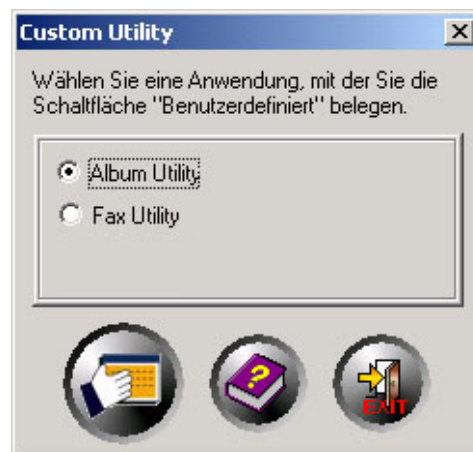 Custom Utility
Wählen Sie eine Anwendung, mit der Sie die
Schaltfläche "Benutzerdefiniert" belegen.
Album Utility
Fax Utility
?
EXIT